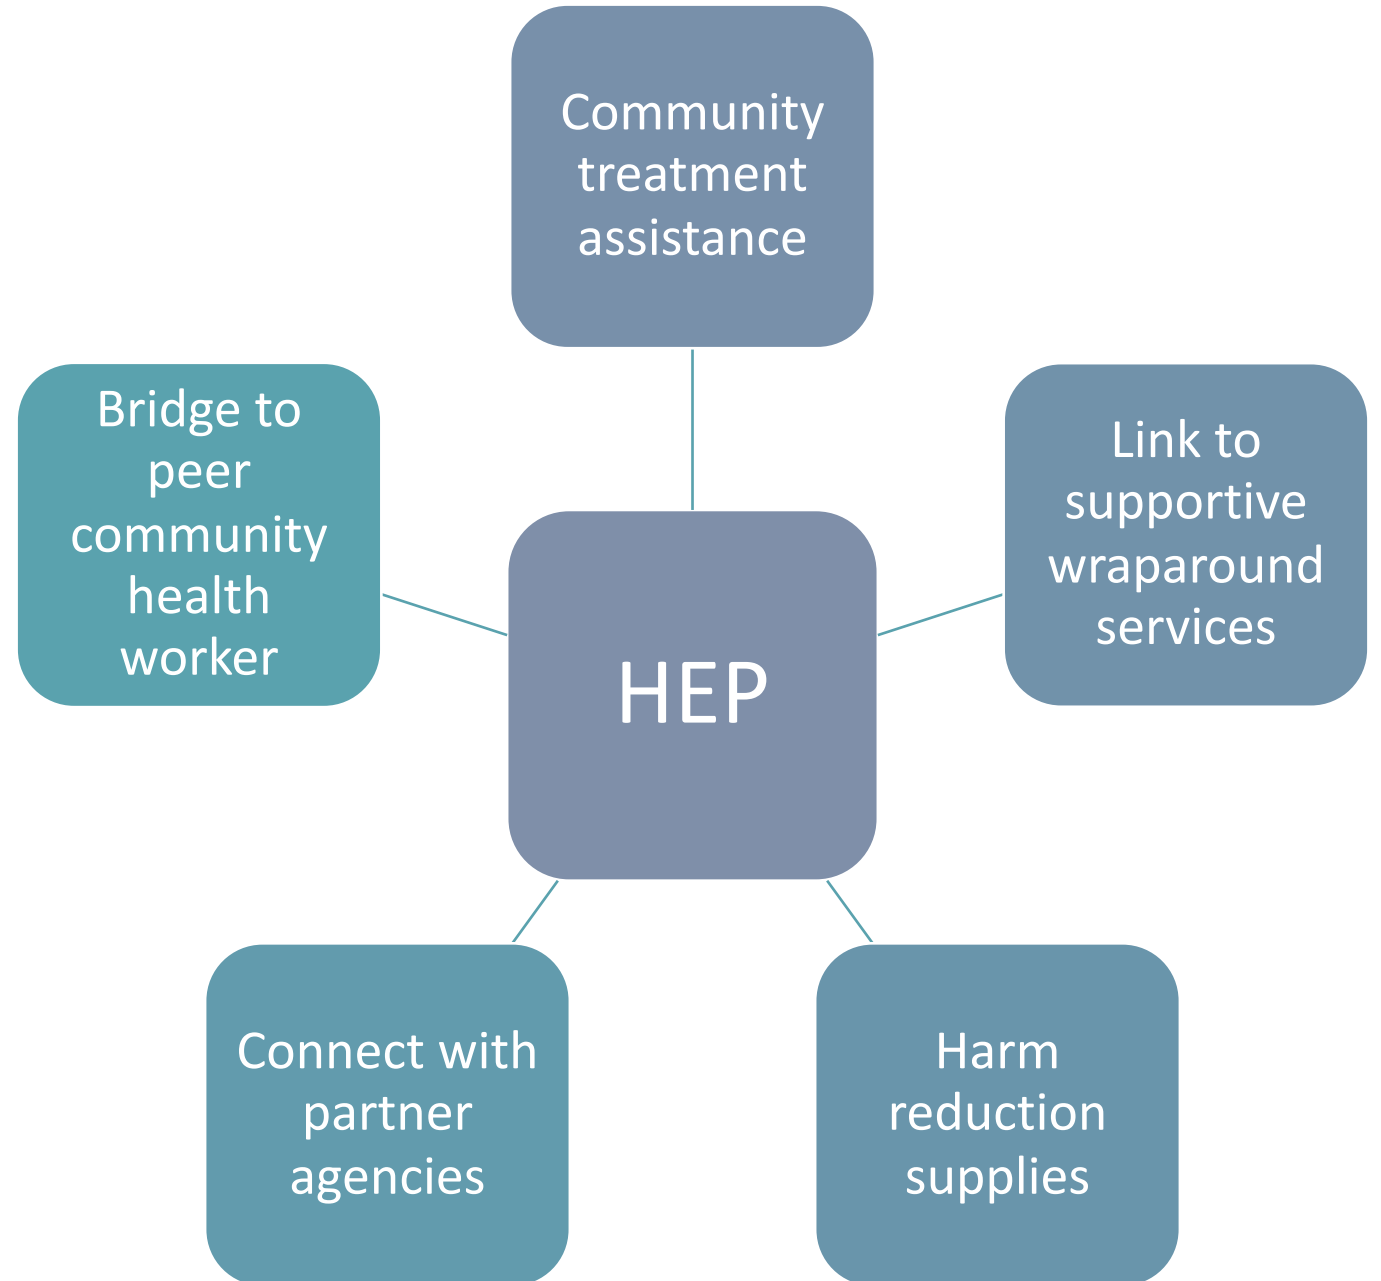 Community
treatment
assistance
Link to
supportive
wraparound
services
Harm
reduction
supplies
Connect with
partner
agencies
Bridge to
peer
community
health
worker
HEP